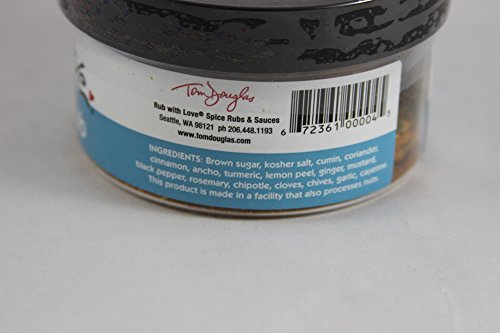 Tom Douglas
Rub with Love® Spice Rubs & Sauces
Seattle, WA 98121 ph 206.448.1193
www.tomdouglas.com
6 72361 00004 5
INGREDIENTS: Brown sugar, kosher salt, cumin, coriander,
cinnamon, ancho, turmeric, lemon peel, ginger, mustard,
black pepper, rosemary, chipotle, cloves, chives, garlic, cayenne.
This product is made in a facility that also processes nuts.